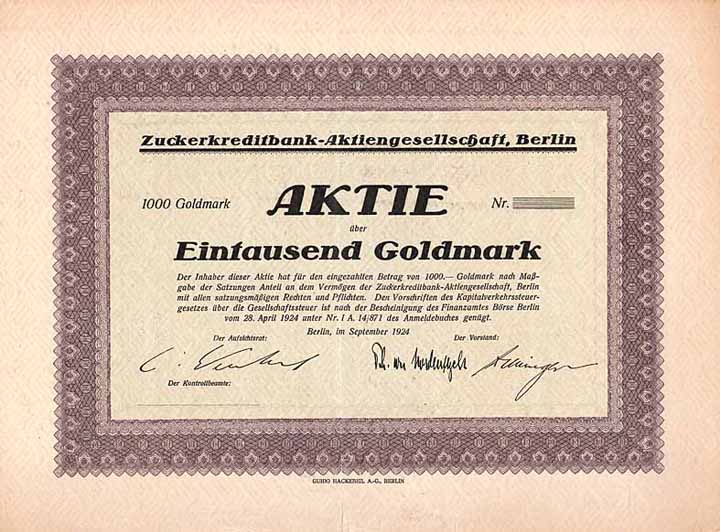 Zuckerkreditbank-Aktiengesellschaft, Berlin
1000 Goldmark AKTIE Nr.
über
Eintausend Goldmark
Der Inhaber dieser Aktie hat für den eingezahlten Betrag von 1000.— Goldmark nach Maß-
gabe der Satzungen Anteil an dem Vermögen der Zuckerkreditbank-Aktiengesellschaft, Berlin
mit allen satzungsmäßigen Rechten und Pflichten. Den Vorschriften des Kapitalverkehrssteuer-
gesetzes über die Gesellschaftssteuer ist nach der Bescheinigung des Finanzamtes Börse Berlin
vom 28. April 1924 unter Nr. I A. 14/871 des Anmeldebuches genügt.
Berlin, im September 1924
Der Aufsichtsrat: Der Vorstand:
Der Kontrollbeamte:
GUIDO HACKEBEIL A.-G., BERLIN